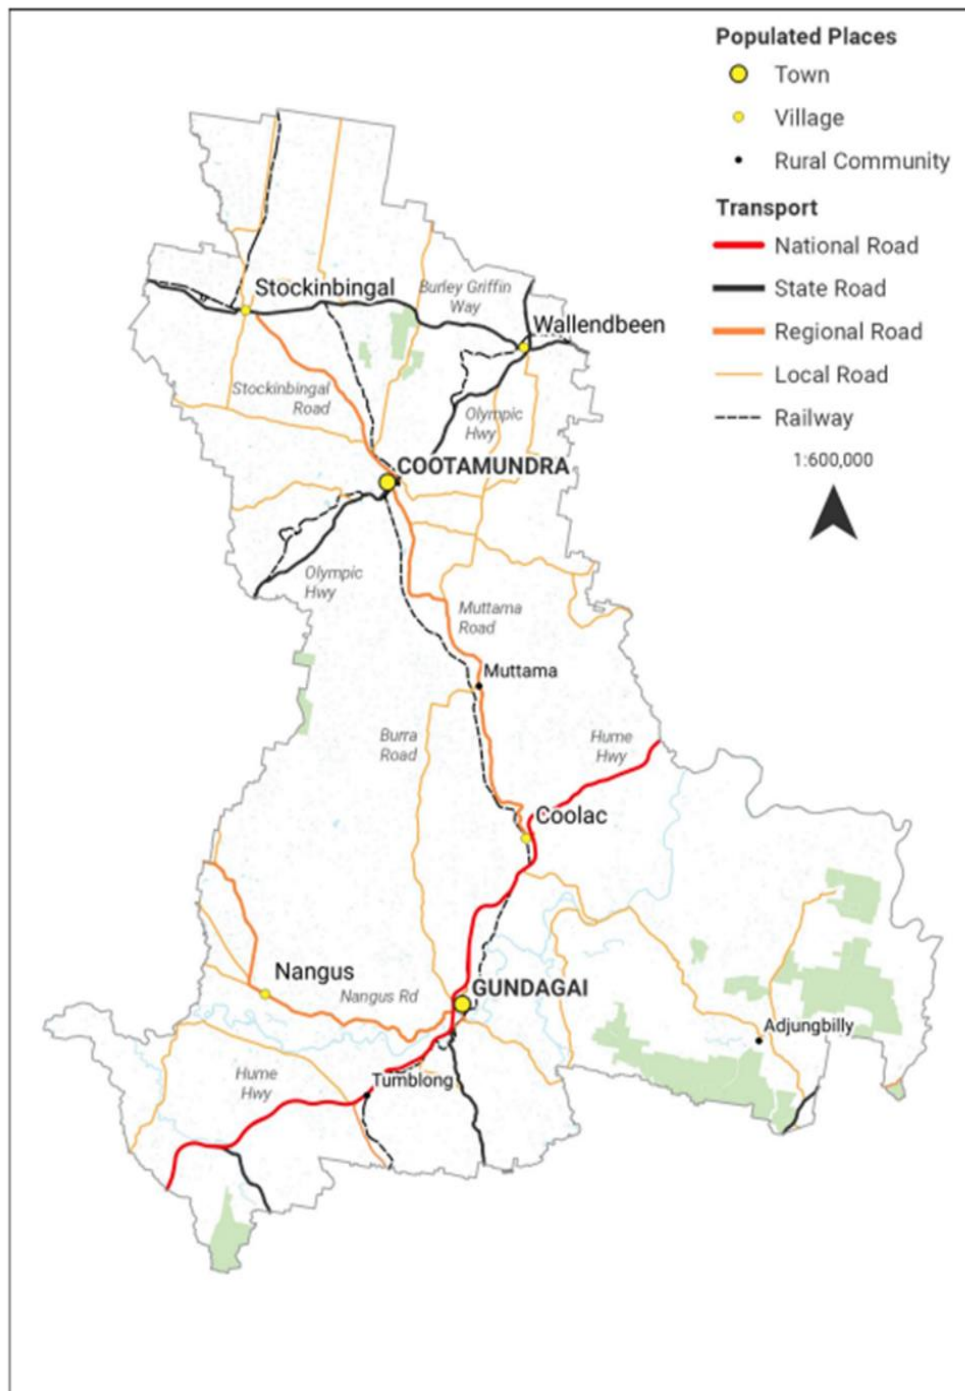 Populated Places
Town
Village
Rural Community
Transport
National Road
State Road
Regional Road
Local Road
Railway
1:600,000
Stockinbingal
Burley Griffin
Way
Wallendbeen
Stockinbingal
Road
Olympic
Hwy
COOTAMUNDRA
Olympic
Hwy
Muttama
Road
Muttama
Burra
Road
Hume
Hwy
Coolac
Nangus
Nangus Rd
GUNDAGAI
Adjungbilly
Hume
Hwy
Tumblong